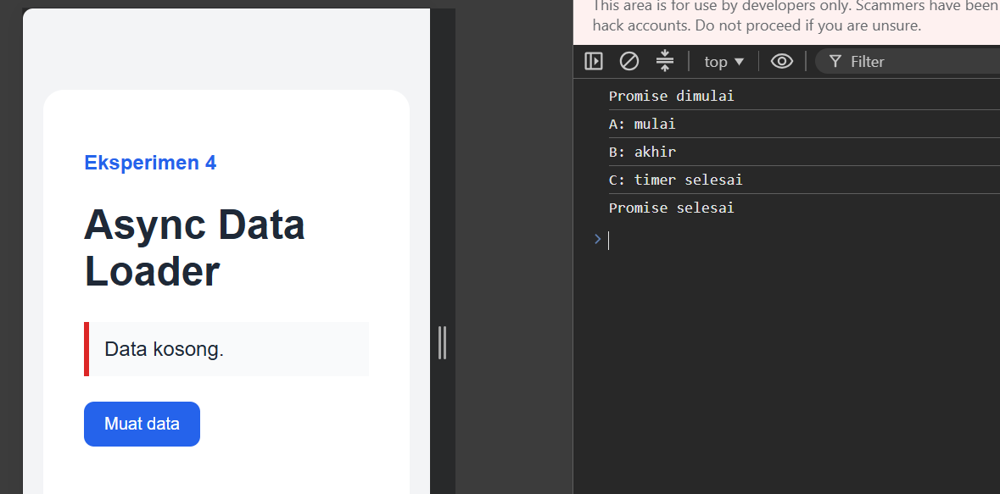 Eksperimen 4
Async Data
Loader
Data kosong.
Muat data
This area is for use by developers only. Scammers have been
hack accounts. Do not proceed if you are unsure.
top
Filter
Promise dimulai
A: mulai
B: akhir
C: timer selesai
Promise selesai